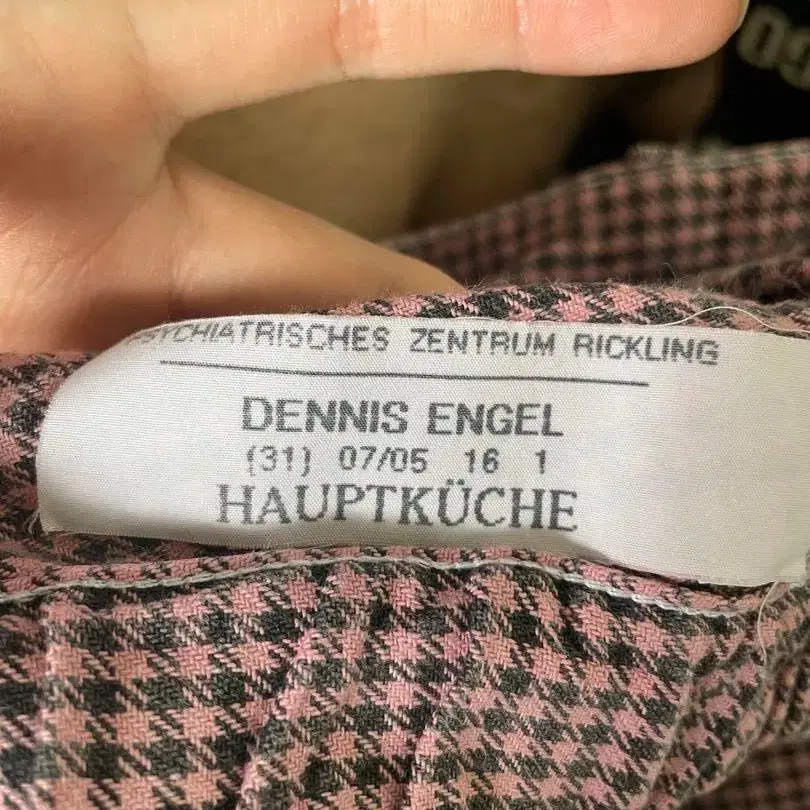 PSYCHIATRISCHES ZENTRUM RICKLING
DENNIS ENGEL
(31) 07/05 16 1
HAUPTKÜCHE